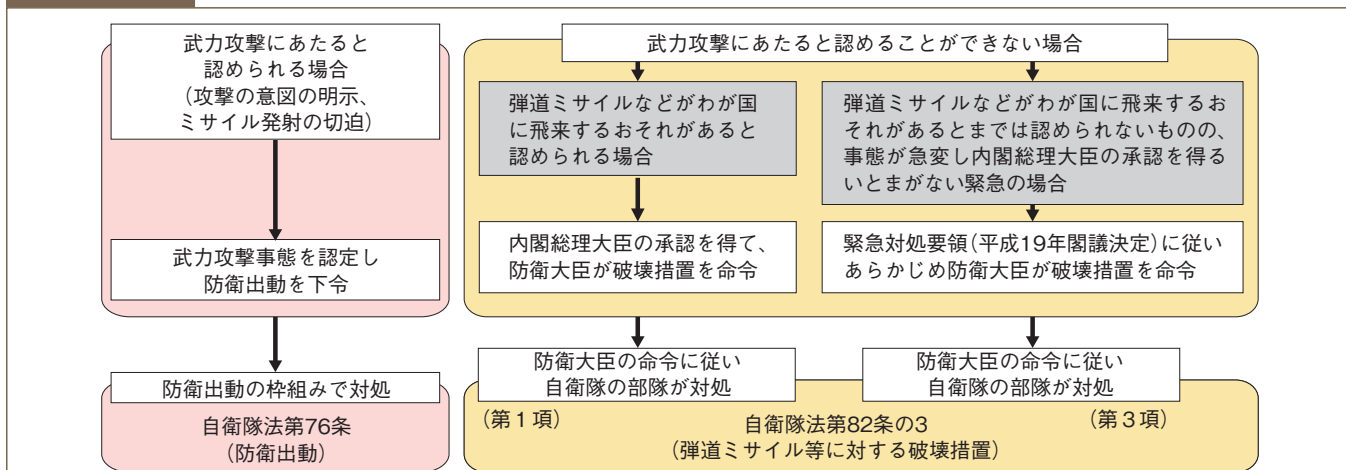 武力攻撃にあたると
認められる場合
(攻撃の意図の明示、
ミサイル発射の切迫)
武力攻撃事態を認定し
防衛出動を下令
防衛出動の枠組みで対処
自衛隊法第76条
(防衛出動)
武力攻撃にあたると認めることができない場合
弾道ミサイルなどがわが国
に飛来するおそれがあると
認められる場合
内閣総理大臣の承認を得て、
防衛大臣が破壊措置を命令
防衛大臣の命令に従い
自衛隊の部隊が対処
(第1項)
弾道ミサイルなどがわが国に飛来するお
それがあるとまでは認められないものの、
事態が急変し内閣総理大臣の承認を得る
いとまがない緊急の場合
緊急対処要領(平成19年閣議決定)に従い
あらかじめ防衛大臣が破壊措置を命令
防衛大臣の命令に従い
自衛隊の部隊が対処
(第3項)
自衛隊法第82条の3
(弾道ミサイル等に対する破壊措置)